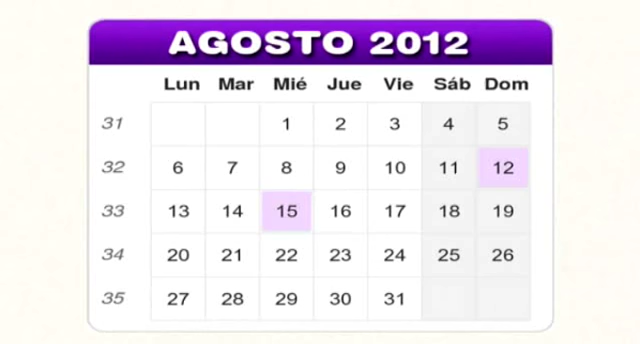 AGOSTO 2012
Lun Mar Mié Jue Vie Sáb Dom
31 1 2 3 4 5
32 6 7 8 9 10 11 12
33 13 14 15 16 17 18 19
34 20 21 22 23 24 25 26
35 27 28 29 30 31